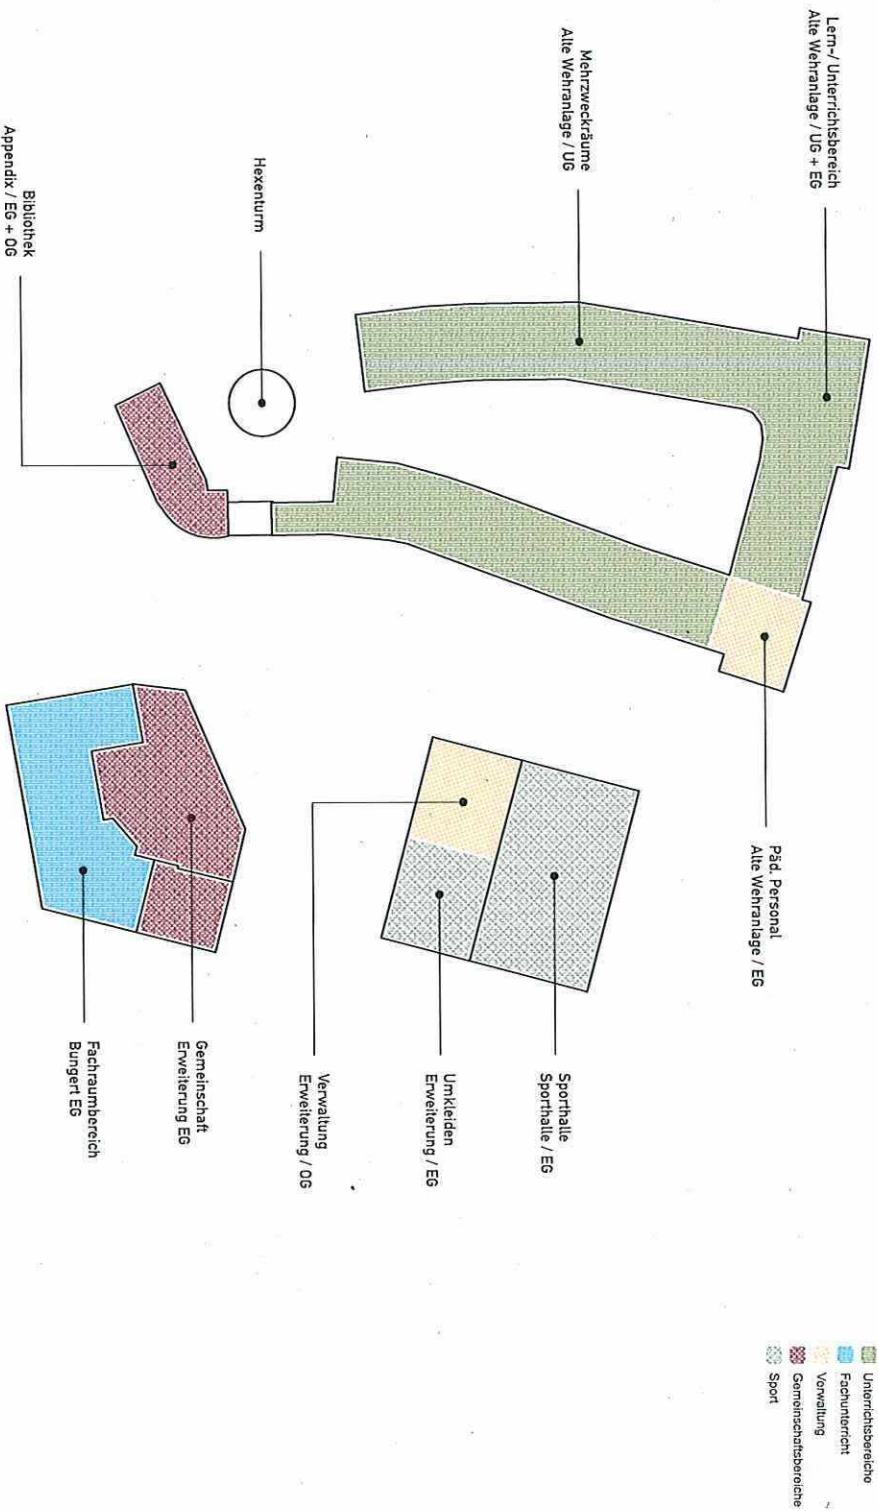 Lern-/ Unterrichtsbereich
Alte Wehranlage / UG + EG
Mehrzweckräume
Alte Wehranlage / UG
Hexenturm
Bibliothek
Appendix / EG + OG
Päd. Personal
Alte Wehranlage / EG
Sporthalle
Sporthalle / EG
Umkleiden
Erweiterung / EG
Verwaltung
Erweiterung / OG
Gemeinschaft
Erweiterung EG
Fachraumbereich
Bungert EG
Unterrichtsbereiche
Fachunterricht
Verwaltung
Gemeinschaftsbereiche
Sport